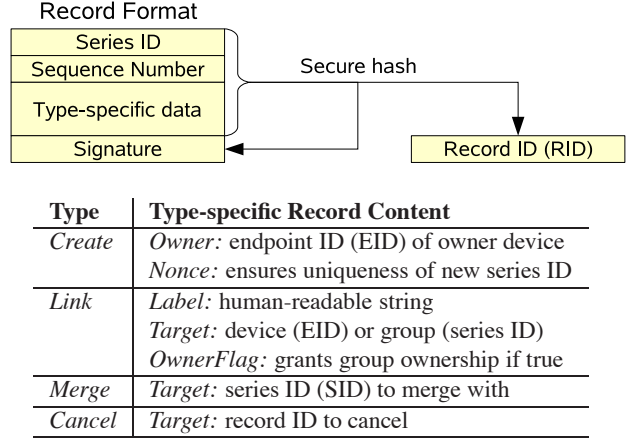 Record Format
Series ID
Sequence Number
Type-specific data
Signature
Secure hash
Record ID (RID)
Type Type-specific Record Content
Create Owner: endpoint ID (EID) of owner device
Nonce: ensures uniqueness of new series ID
Link Label: human-readable string
Target: device (EID) or group (series ID)
OwnerFlag: grants group ownership if true
Merge Target: series ID (SID) to merge with
Cancel Target: record ID to cancel